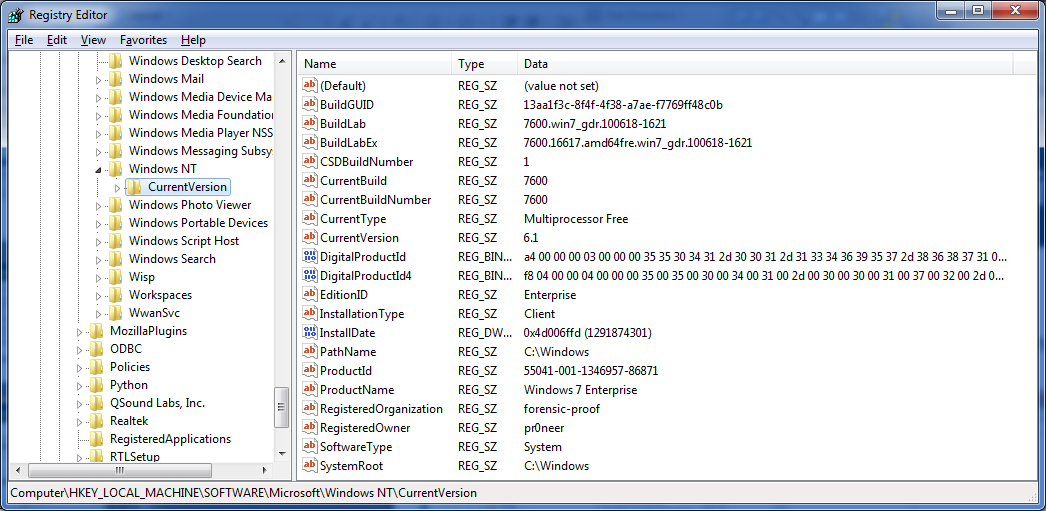 Registry Editor
File Edit View Favorites Help
Windows Desktop Search
Windows Mail
Windows Media Device Ma
Windows Media Foundation
Windows Media Player NSS
Windows Messaging Subsy
Windows NT
CurrentVersion
Windows Photo Viewer
Windows Portable Devices
Windows Script Host
Windows Search
Wisp
Workspaces
WwanSvc
MozillaPlugins
ODBC
Policies
Python
QSound Labs, Inc.
Realtek
RegisteredApplications
RTLSetup
Name Type Data
(Default) REG_SZ (value not set)
BuildGUID REG_SZ 13aa1f3c-8f4f-4f38-a7ae-f7769ff48c0b
BuildLab REG_SZ 7600.win7_gdr.100618-1621
BuildLabEx REG_SZ 7600.16617.amd64fre.win7_gdr.100618-1621
CSDBuildNumber REG_SZ 1
CurrentBuild REG_SZ 7600
CurrentBuildNumber REG_SZ 7600
CurrentType REG_SZ Multiprocessor Free
CurrentVersion REG_SZ 6.1
DigitalProductId REG_BIN... a4 00 00 00 03 00 00 00 35 35 30 34 31 2d 30 30 31 2d 31 33 34 36 39 35 37 2d 38 36 38 37 31 0...
DigitalProductId4 REG_BIN... f8 04 00 00 04 00 00 00 35 00 35 00 30 00 34 00 31 00 2d 00 30 00 30 00 31 00 37 00 32 00 2d 0...
EditionID REG_SZ Enterprise
InstallationType REG_SZ Client
InstallDate REG_DW... 0x4d006ffd (1291874301)
PathName REG_SZ C:\Windows
ProductId REG_SZ 55041-001-1346957-86871
ProductName REG_SZ Windows 7 Enterprise
RegisteredOrganization REG_SZ forensic-proof
RegisteredOwner REG_SZ pr0neer
SoftwareType REG_SZ System
SystemRoot REG_SZ C:\Windows
Computer\HKEY_LOCAL_MACHINE\SOFTWARE\Microsoft\Windows NT\CurrentVersion